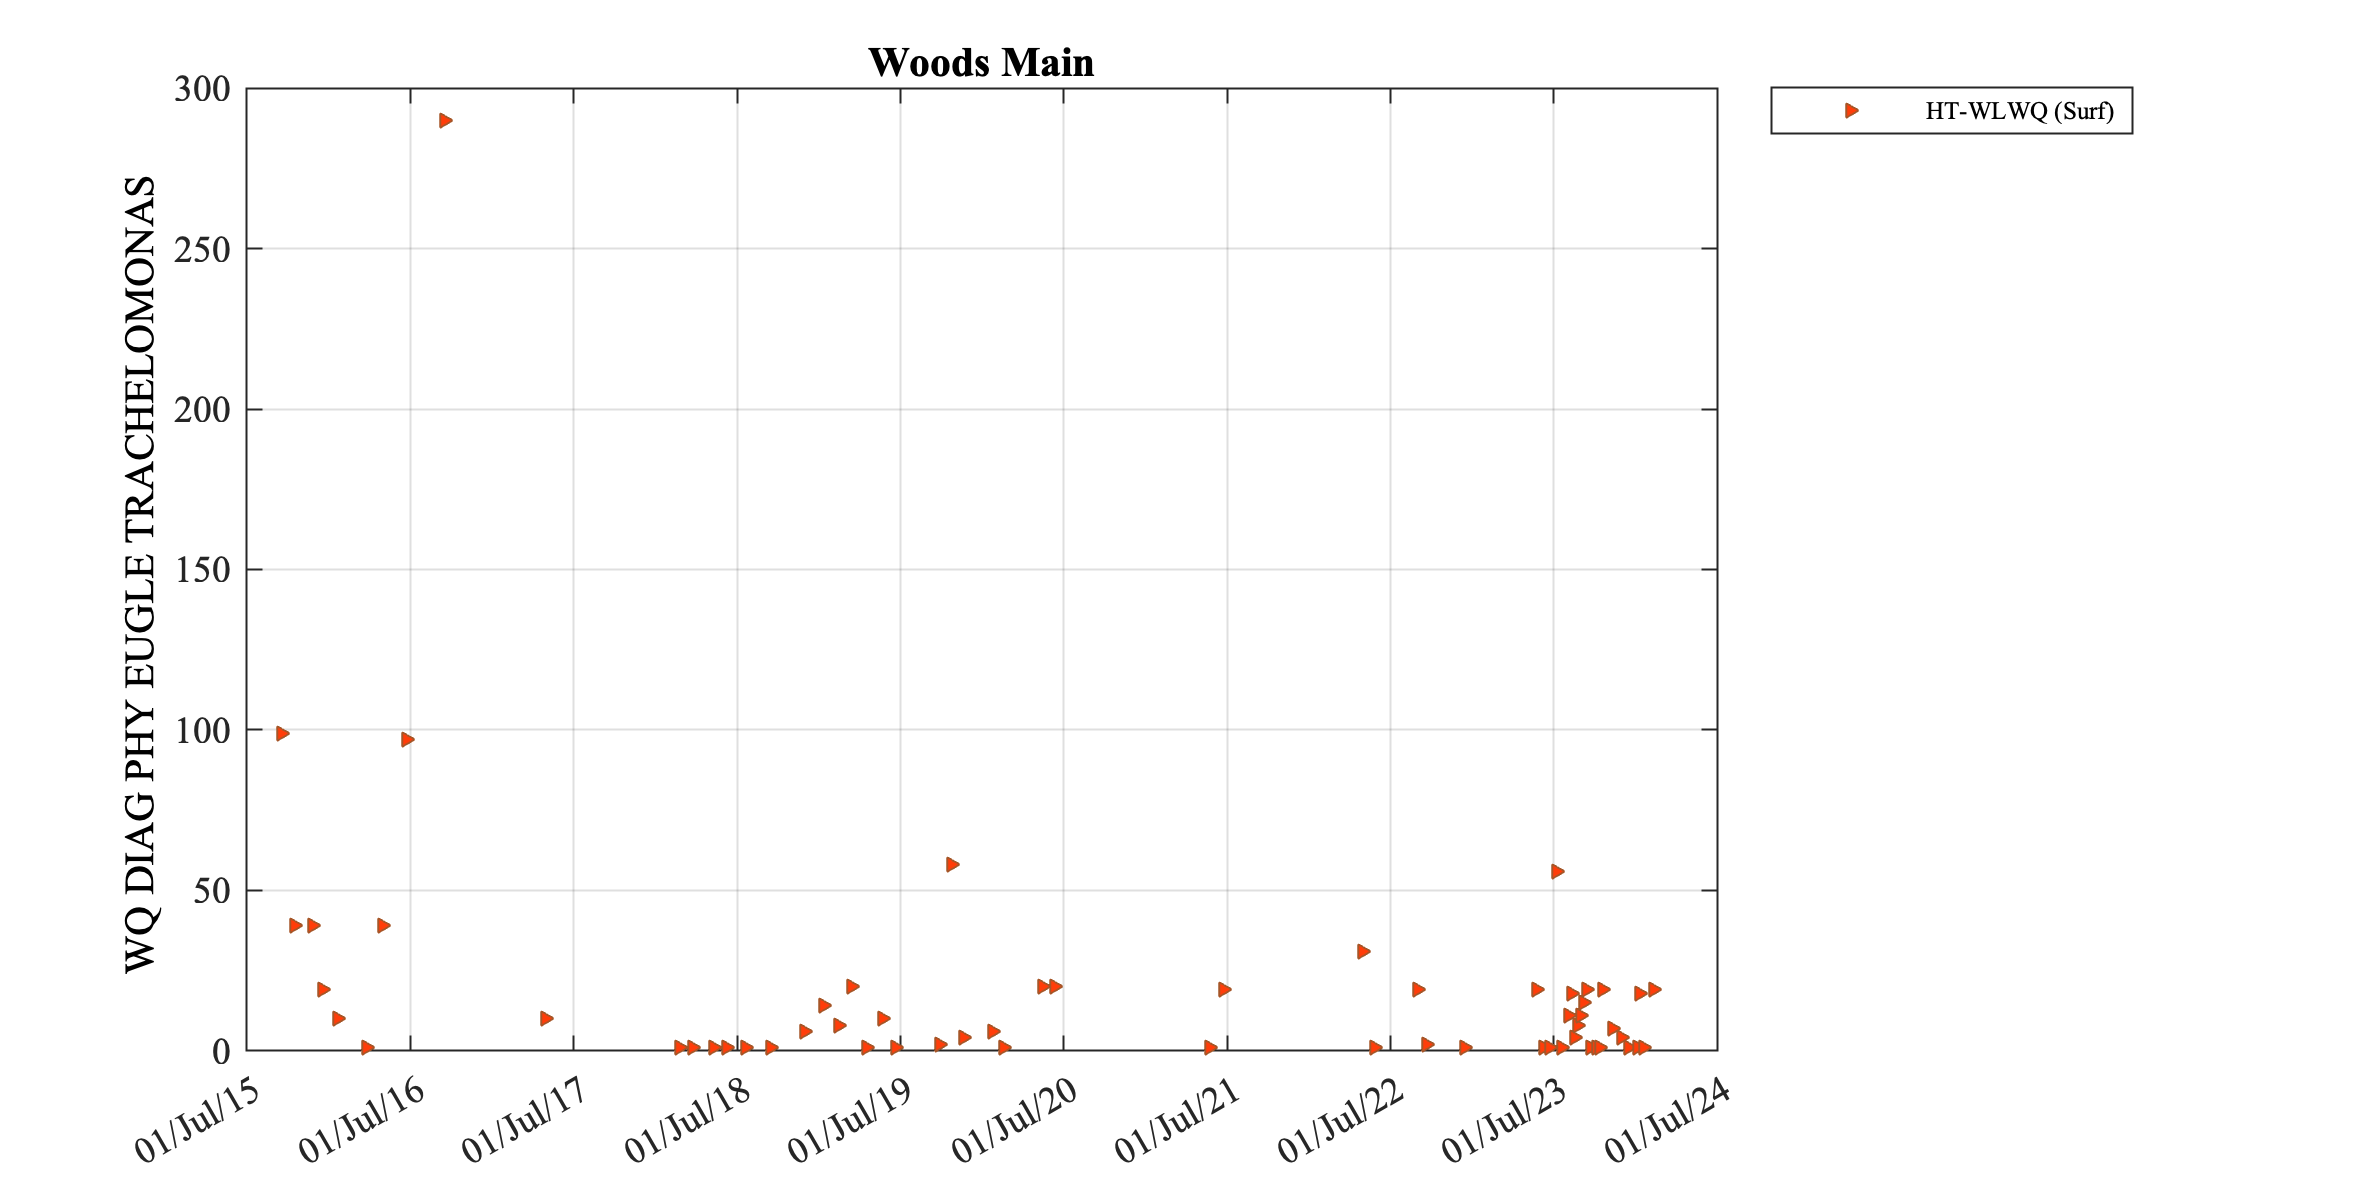 Woods Main
HT-WLWQ (Surf)
WQ DIAG PHY EUGLE TRACHELOMONAS
300
250
200
150
100
50
0
01/Jul/15
01/Jul/16
01/Jul/17
01/Jul/18
01/Jul/19
01/Jul/20
01/Jul/21
01/Jul/22
01/Jul/23
01/Jul/24